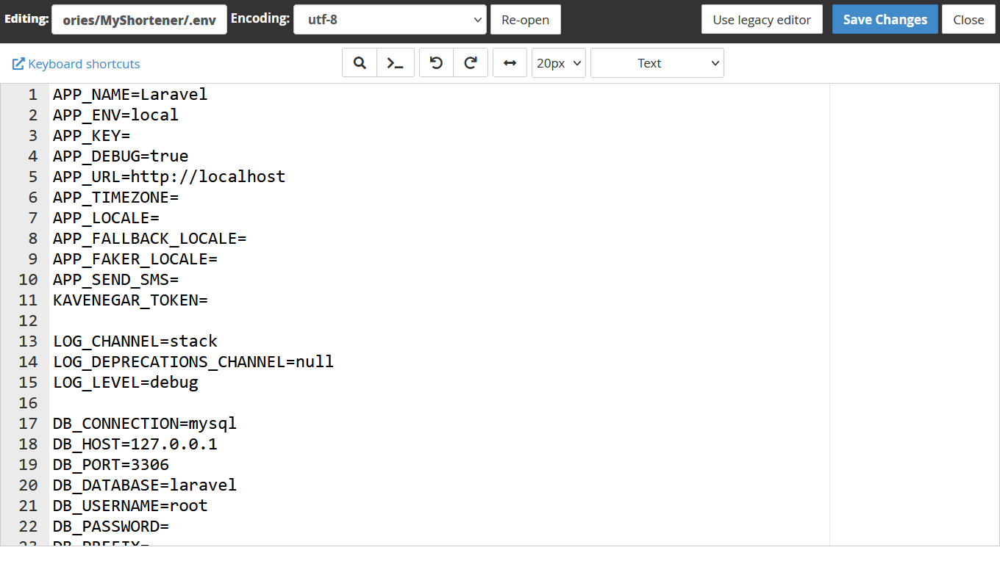 Editing: ories/MyShortener/.env Encoding: utf-8 Re-open Use legacy editor Save Changes Close
Keyboard shortcuts 20px Text
1 APP_NAME=Laravel
2 APP_ENV=local
3 APP_KEY=
4 APP_DEBUG=true
5 APP_URL=http://localhost
6 APP_TIMEZONE=
7 APP_LOCALE=
8 APP_FALLBACK_LOCALE=
9 APP_FAKER_LOCALE=
10 APP_SEND_SMS=
11 KAVENEGAR_TOKEN=
12
13 LOG_CHANNEL=stack
14 LOG_DEPRECATIONS_CHANNEL=null
15 LOG_LEVEL=debug
16
17 DB_CONNECTION=mysql
18 DB_HOST=127.0.0.1
19 DB_PORT=3306
20 DB_DATABASE=laravel
21 DB_USERNAME=root
22 DB_PASSWORD=
23 DB_PREFIX=